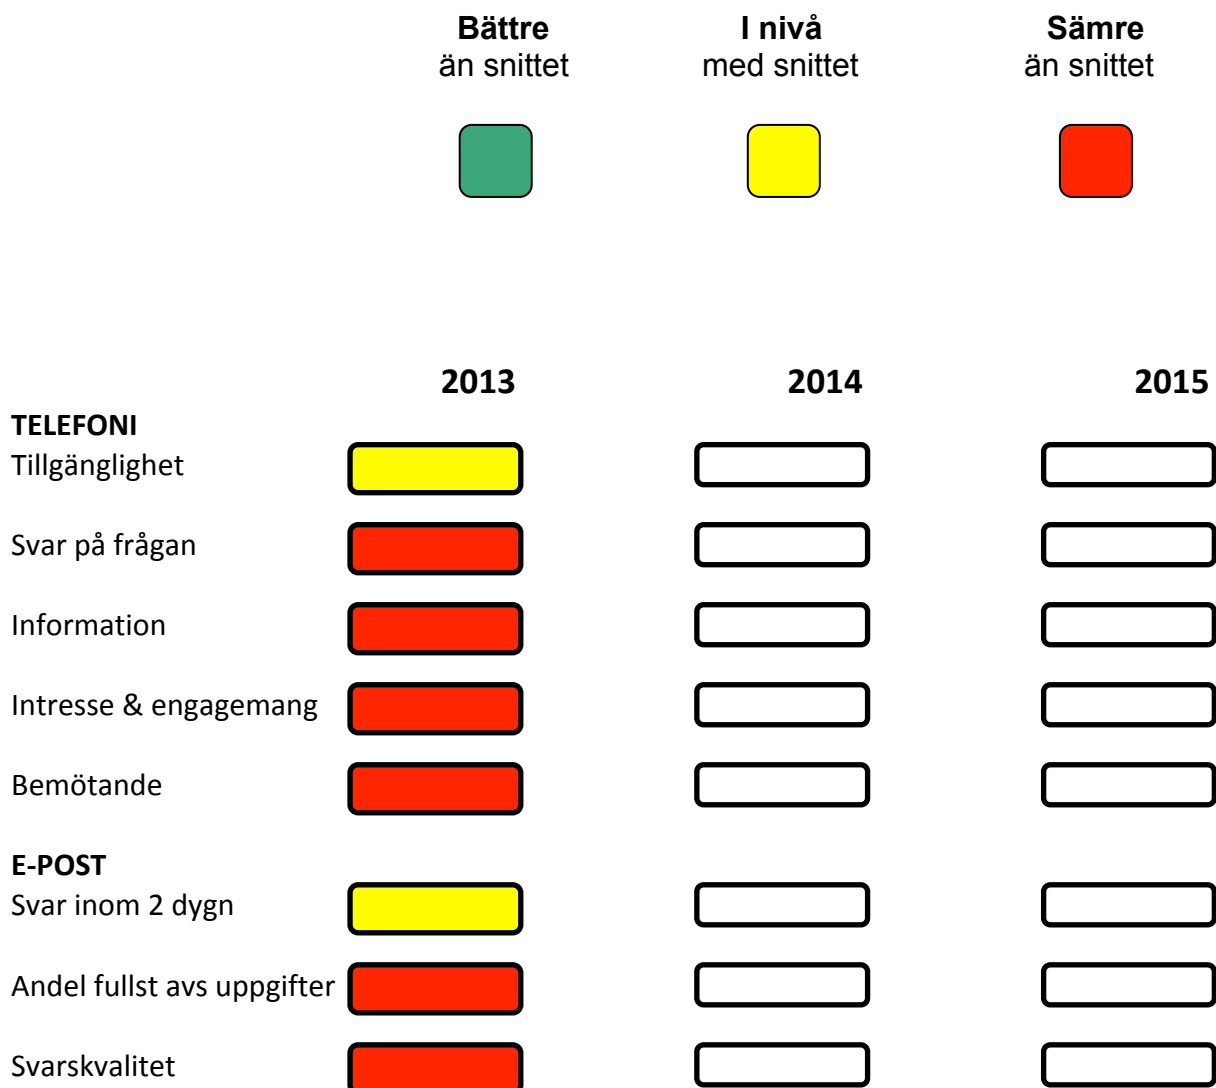 Bättre
än snittet
I nivå
med snittet
Sämre
än snittet
2013 2014 2015
TELEFONI
Tillgänglighet
Svar på frågan
Information
Intresse & engagemang
Bemötande
E-POST
Svar inom 2 dygn
Andel fullst avs uppgifter
Svarskvalitet